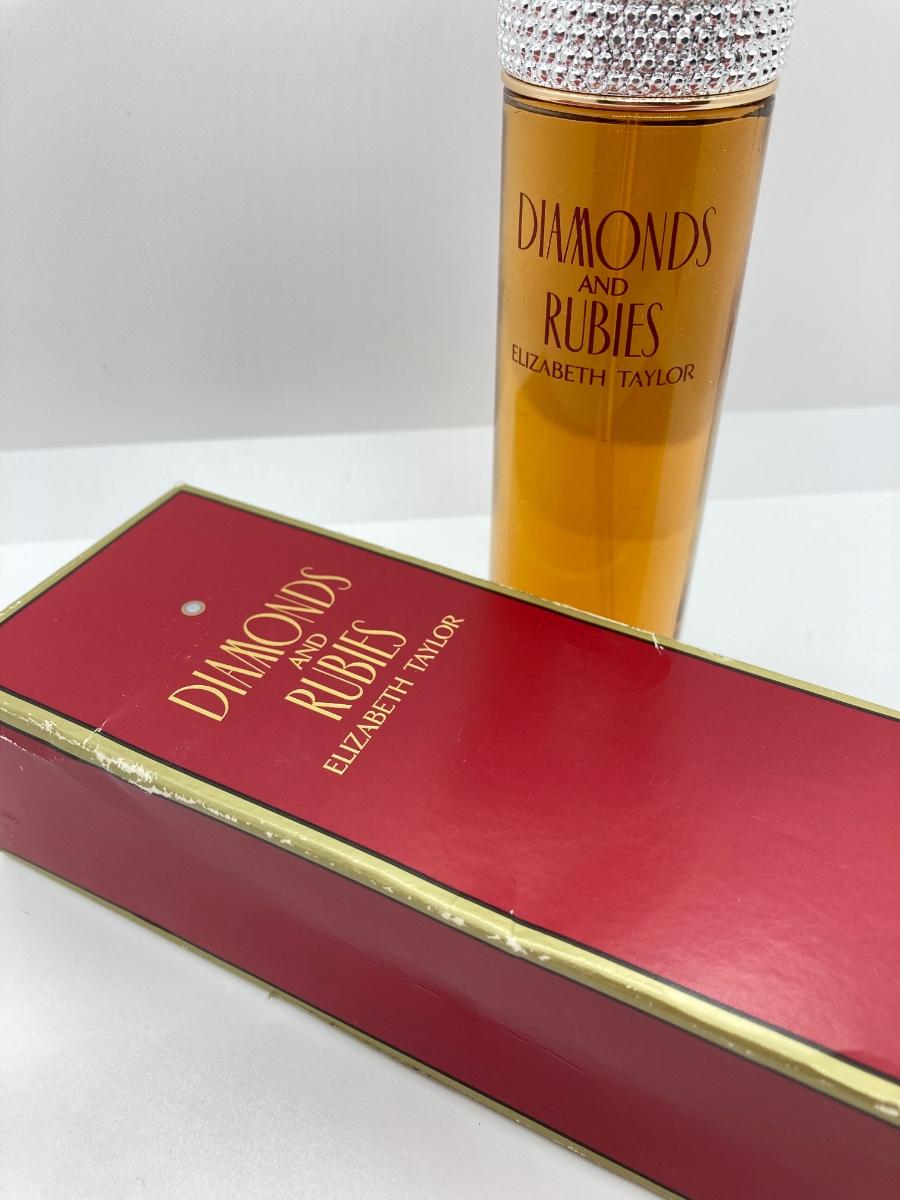 DIAMONDS
AND
RUBIES
ELIZABETH TAYLOR
DIAMONDS
AND
RUBIES
ELIZABETH TAYLOR